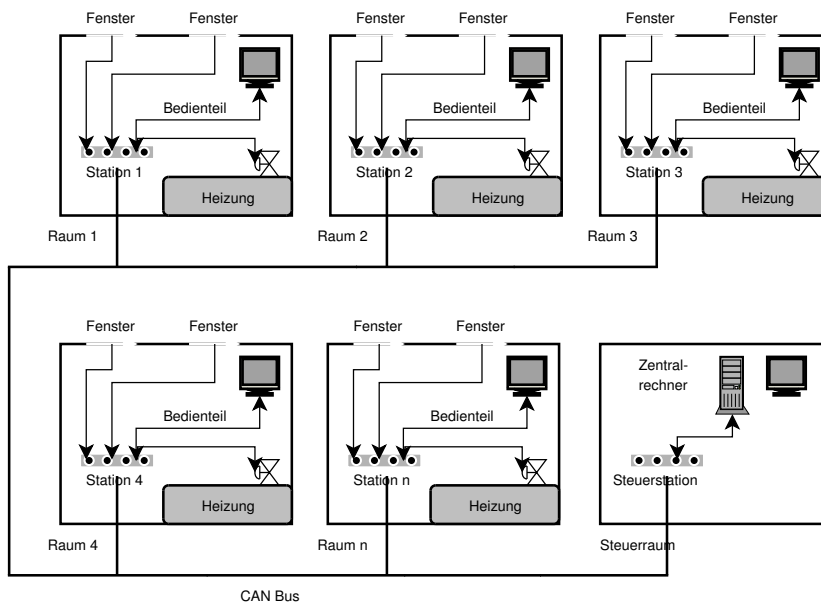 Fenster Fenster Fenster Fenster Fenster Fenster
Bedienteil Bedienteil Bedienteil
Station 1 Station 2 Station 3
Heizung Heizung Heizung
Raum 1 Raum 2 Raum 3
Fenster Fenster Fenster Fenster
Zentral-
rechner
Bedienteil Bedienteil
Station 4 Station n Steuerstation
Heizung Heizung
Raum 4 Raum n Steuerraum
CAN Bus